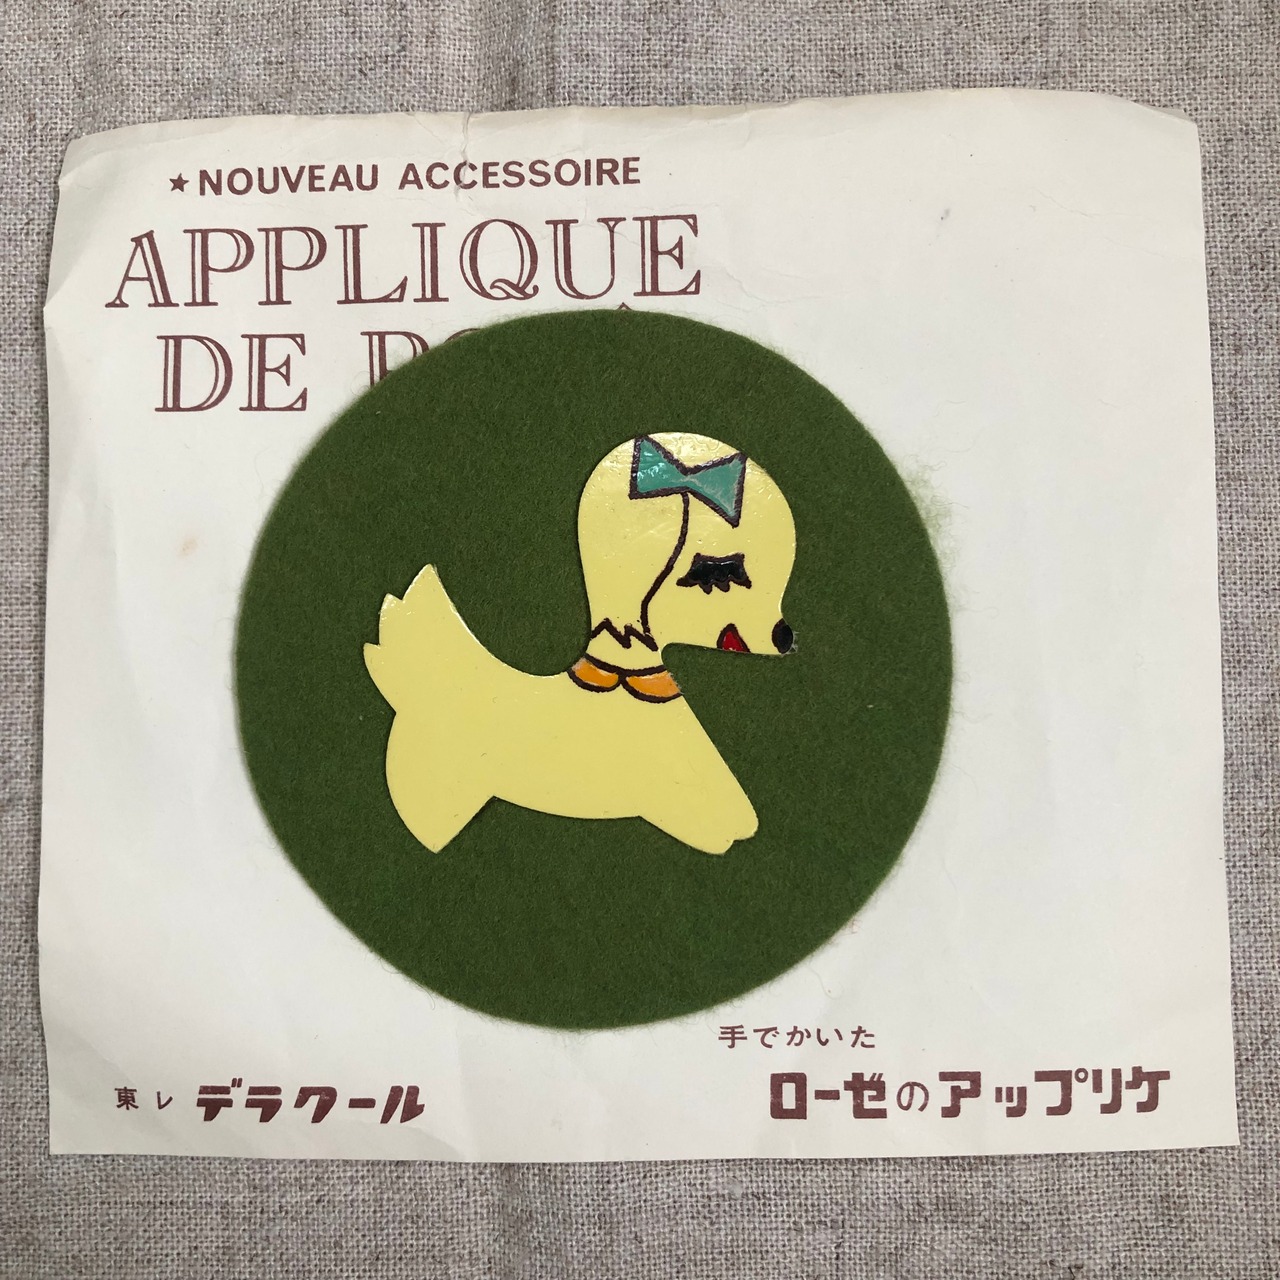 ★NOUVEAU ACCESSOIRE
APPLIQUE
DE
手でかいた
東レ デラクール
ローゼのアップリケ